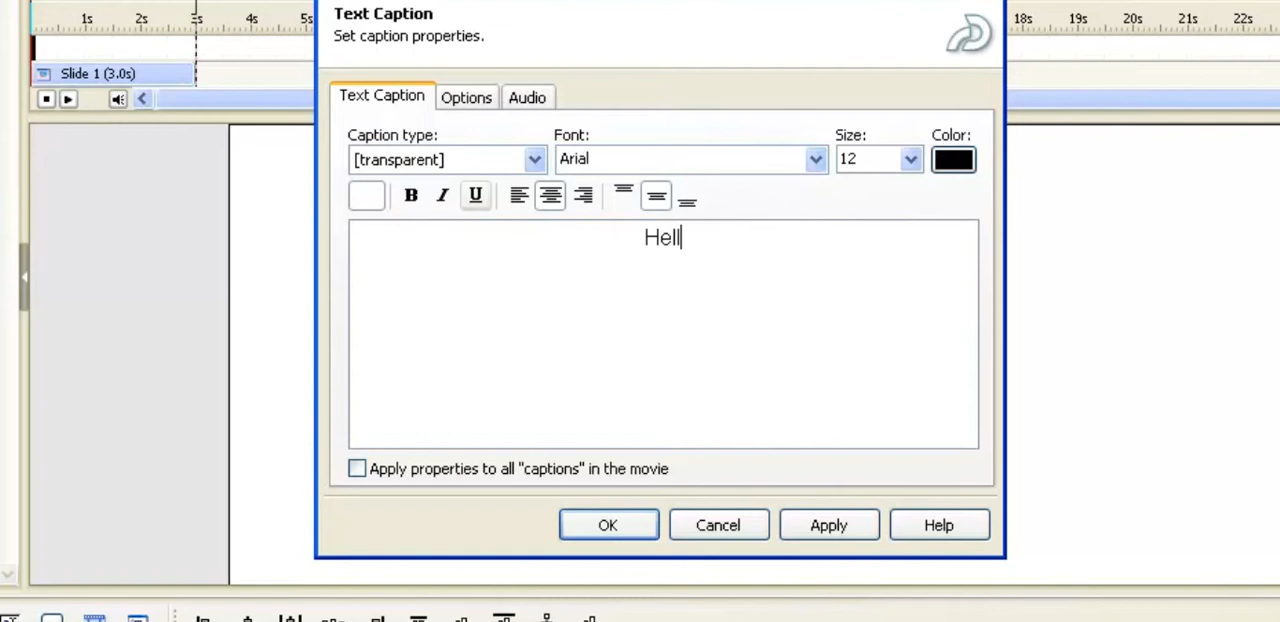 Text Caption
Set caption properties.
1s 2s 3s 4s 5s 18s 19s 20s 21s 22s
Slide 1 (3.0s)
Text Caption Options Audio
Caption type: Font: Size: Color:
[transparent] Arial 12
B I U
Hell
Apply properties to all "captions" in the movie
OK Cancel Apply Help